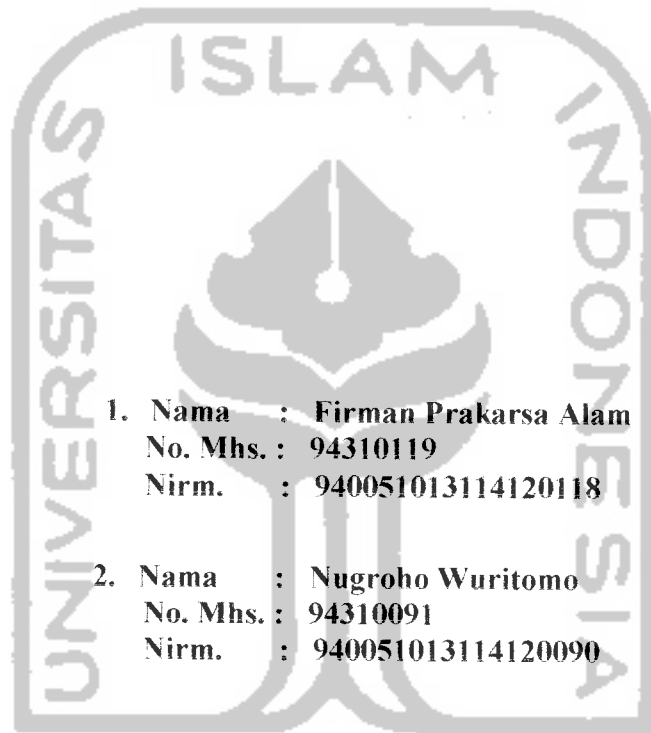 UNIVERSITAS ISLAM INDONESIA
1. Nama : Firman Prakarsa Alam
No. Mhs. : 94310119
Nirm. : 940051013114120118
2. Nama : Nugroho Wuritomo
No. Mhs. : 94310091
Nirm. : 940051013114120090